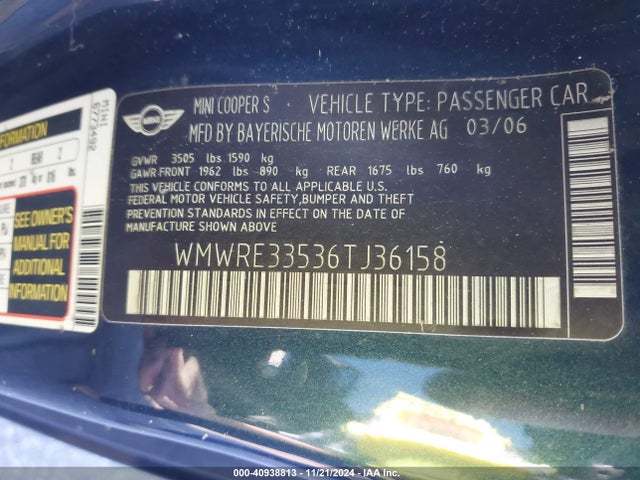 MINI COOPER S VEHICLE TYPE: PASSENGER CAR
MFD BY BAYERISCHE MOTOREN WERKE AG 03/06
MINI
GVWR 3505 lbs 1590 kg
GAWR FRONT 1962 lbs 890 kg REAR 1675 lbs 760 kg
THIS VEHICLE CONFORMS TO ALL APPLICABLE U.S.
FEDERAL MOTOR VEHICLE SAFETY,BUMPER AND THEFT
PREVENTION STANDARDS IN EFFECT ON THE DATE OF
MANUFACTURE SHOWN ABOVE
WMWRE33536TJ36158
MINI
SEE OWNER'S
MANUAL FOR
ADDITIONAL
INFORMATION
000-40938813 - 11/21/2024 - IAA Inc.